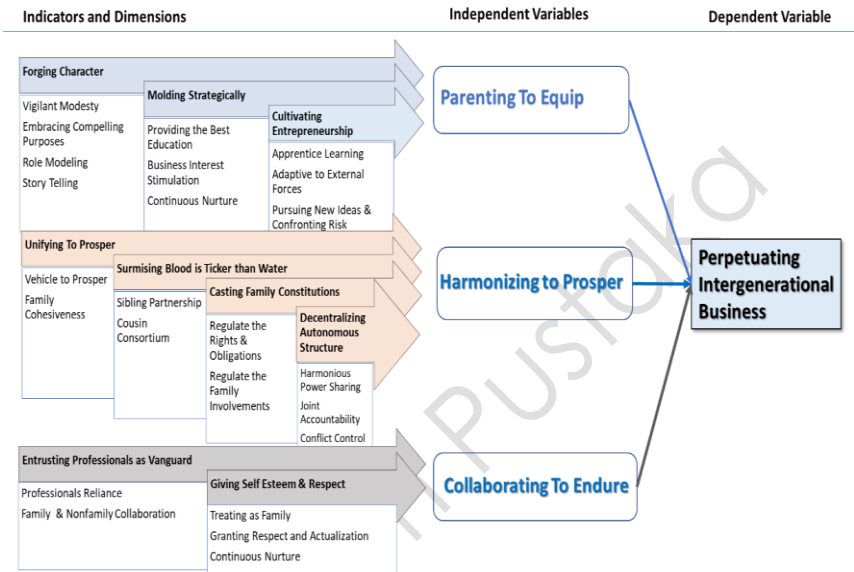 Indicators and Dimensions
Independent Variables
Dependent Variable
Forging Character
Vigilant Modesty
Embracing Compelling
Purposes
Role Modeling
Story Telling
Molding Strategically
Providing the Best
Education
Business Interest
Stimulation
Continuous Nurture
Cultivating
Entrepreneurship
Apprentice Learning
Adaptive to External
Forces
Pursuing New Ideas &
Confronting Risk
Parenting To Equip
Unifying To Prosper
Vehicle to Prosper
Family
Cohesiveness
Surmising Blood is Ticker than Water
Sibling Partnership
Cousin
Consortium
Casting Family Constitutions
Regulate the
Rights &
Obligations
Regulate the
Family
Involvements
Decentralizing
Autonomous
Structure
Harmonious
Power Sharing
Joint
Accountability
Conflict Control
Harmonizing to Prosper
Perpetuating
Intergenerational
Business
Entrusting Professionals as Vanguard
Professionals Reliance
Family & Nonfamily Collaboration
Giving Self Esteem & Respect
Treating as Family
Granting Respect and Actualization
Continuous Nurture
Collaborating To Endure
Pustaka